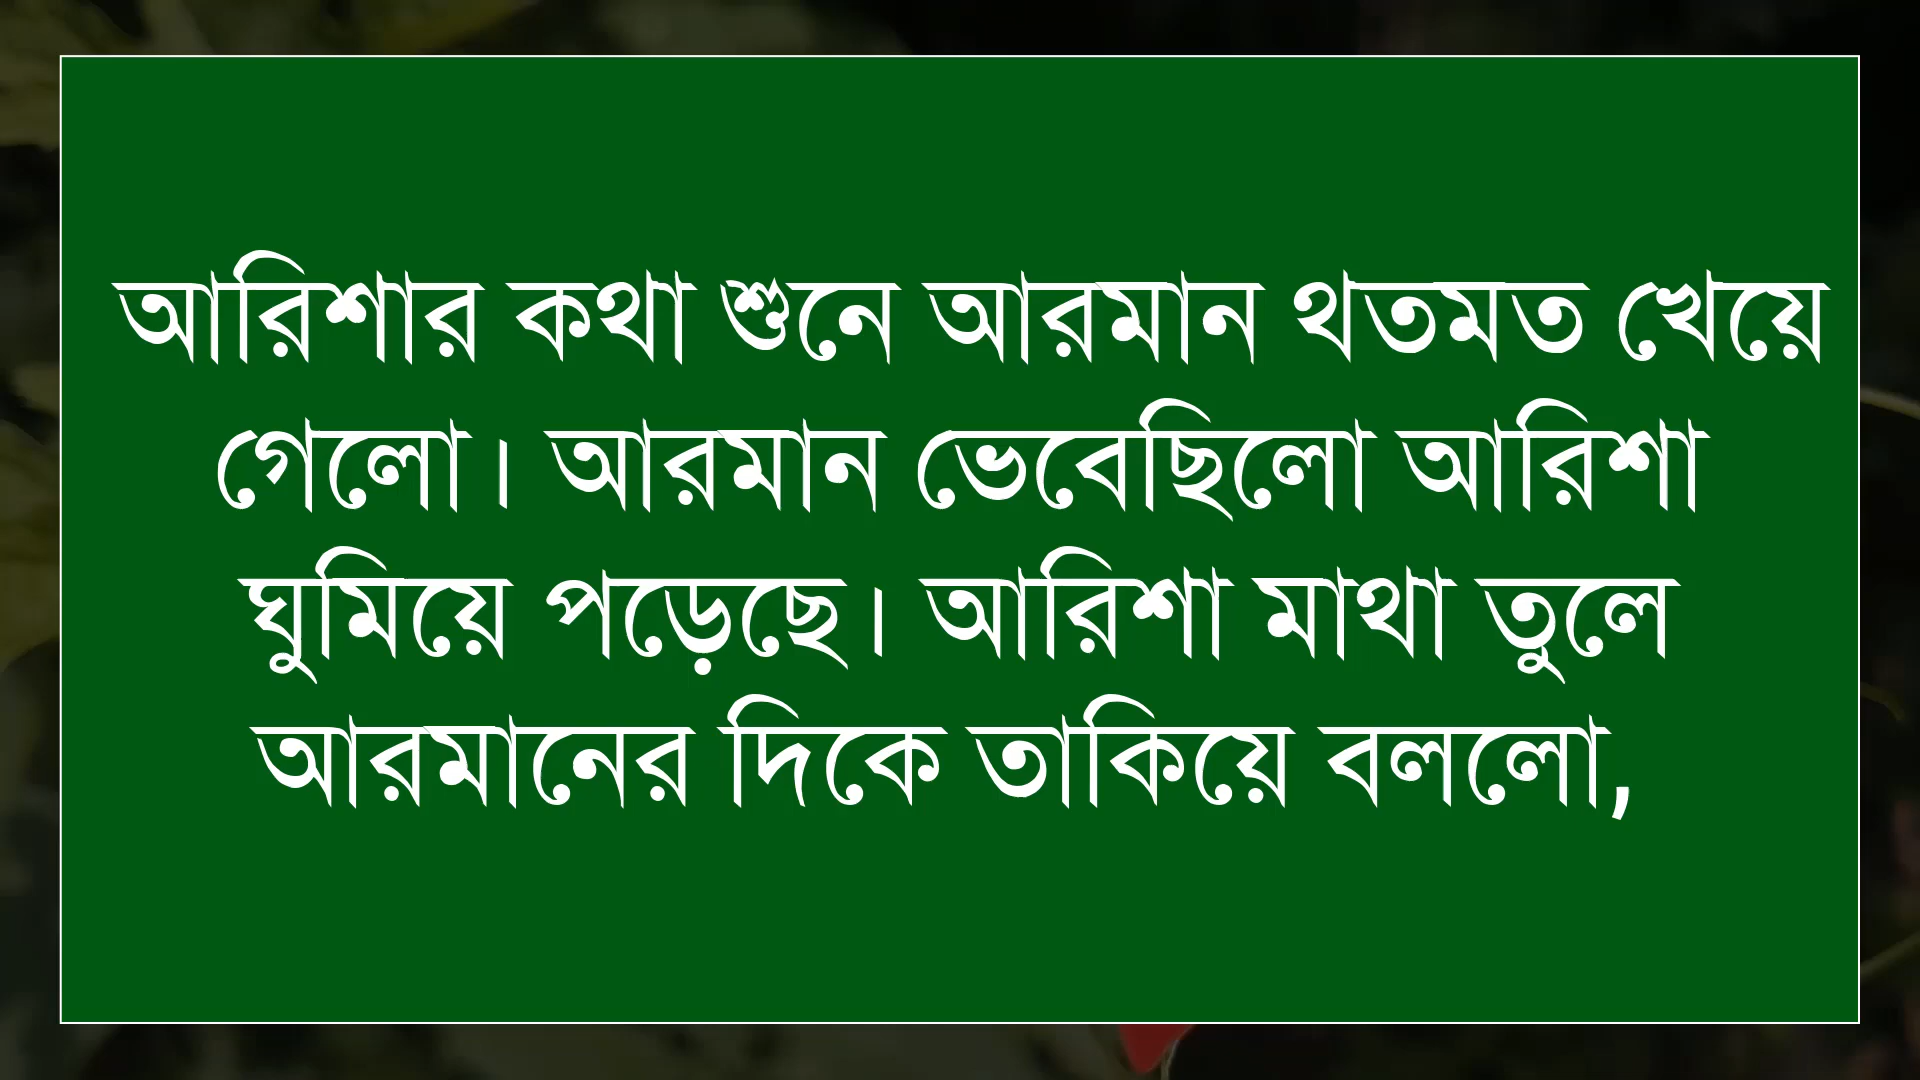 আরিশার কথা শুনে আরমান থতমত খেয়ে
গেলো। আরমান ভেবেছিলো আরিশা
ঘুমিয়ে পড়েছে। আরিশা মাথা তুলে
আরমানের দিকে তাকিয়ে বললো,